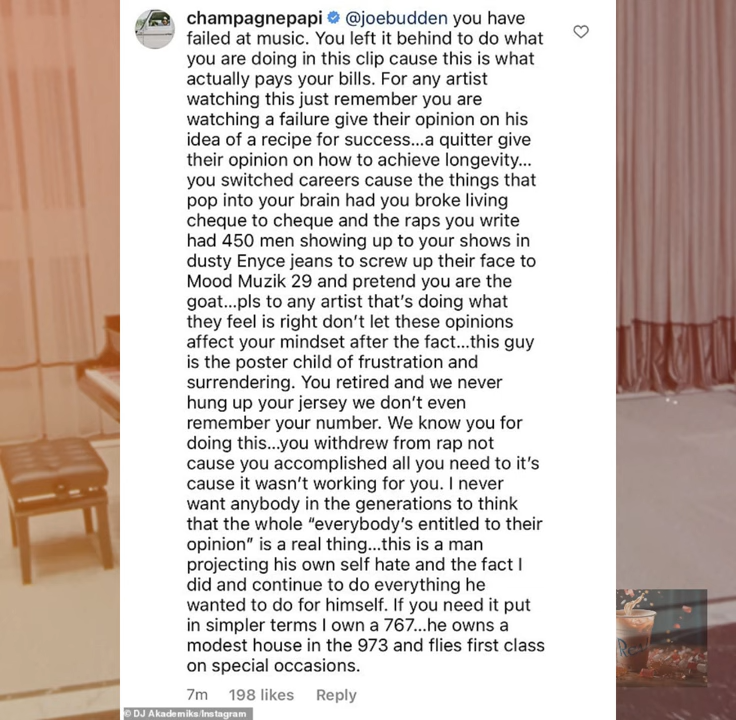 champagnepapi @joebudden you have
failed at music. You left it behind to do what
you are doing in this clip cause this is what
actually pays your bills. For any artist
watching this just remember you are
watching a failure give their opinion on his
idea of a recipe for success...a quitter give
their opinion on how to achieve longevity...
you switched careers cause the things that
pop into your brain had you broke living
cheque to cheque and the raps you write
had 450 men showing up to your shows in
dusty Enyce jeans to screw up their face to
Mood Muzik 29 and pretend you are the
goat...pls to any artist that's doing what
they feel is right don't let these opinions
affect your mindset after the fact...this guy
is the poster child of frustration and
surrendering. You retired and we never
hung up your jersey we don't even
remember your number. We know you for
doing this...you withdrew from rap not
cause you accomplished all you need to it's
cause it wasn't working for you. I never
want anybody in the generations to think
that the whole “everybody's entitled to their
opinion” is a real thing...this is a man
projecting his own self hate and the fact I
did and continue to do everything he
wanted to do for himself. If you need it put
in simpler terms I own a 767...he owns a
modest house in the 973 and flies first class
on special occasions.
7m 198 likes Reply
© DJ Akademiks/Instagram